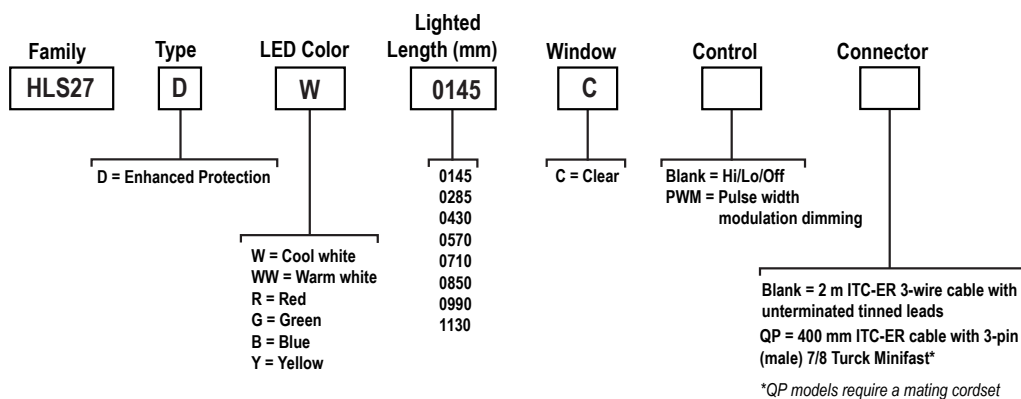 Family
Type
LED Color
Lighted
Length (mm)
Window
Control
Connector
HLS27
D
W
0145
C
D = Enhanced Protection
W = Cool white
WW = Warm white
R = Red
G = Green
B = Blue
Y = Yellow
0145
0285
0430
0570
0710
0850
0990
1130
C = Clear
Blank = Hi/Lo/Off
PWM = Pulse width
modulation dimming
Blank = 2 m ITC-ER 3-wire cable with
unterminated tinned leads
QP = 400 mm ITC-ER cable with 3-pin
(male) 7/8 Turck Minifast*
*QP models require a mating cordset